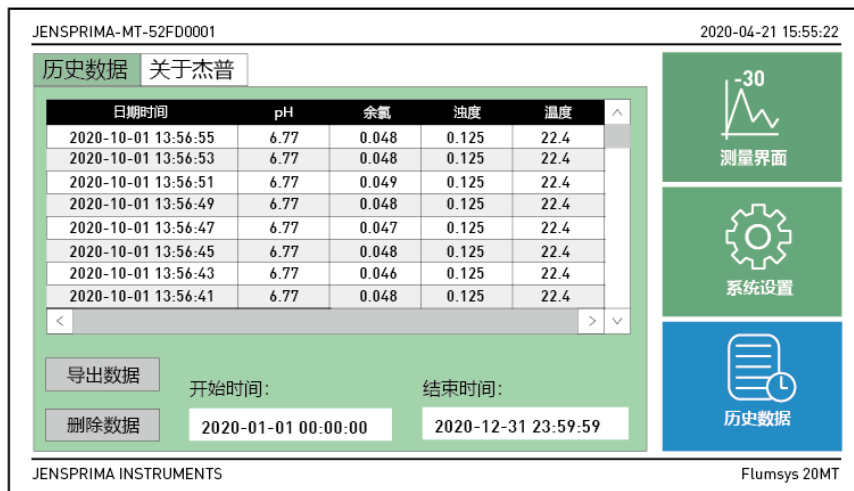 JENSPRIMA-MT-52FD0001 2020-04-21 15:55:22
历史数据 关于杰普
日期时间 pH 余氯 浊度 温度
2020-10-01 13:56:55 6.77 0.048 0.125 22.4
2020-10-01 13:56:53 6.77 0.048 0.125 22.4
2020-10-01 13:56:51 6.77 0.049 0.125 22.4
2020-10-01 13:56:49 6.77 0.048 0.125 22.4
2020-10-01 13:56:47 6.77 0.047 0.125 22.4
2020-10-01 13:56:45 6.77 0.048 0.125 22.4
2020-10-01 13:56:43 6.77 0.046 0.125 22.4
2020-10-01 13:56:41 6.77 0.048 0.125 22.4
导出数据
删除数据
开始时间: 结束时间:
2020-01-01 00:00:00 2020-12-31 23:59:59
-30
测量界面
系统设置
历史数据
JENSPRIMA INSTRUMENTS Flumsys 20MT